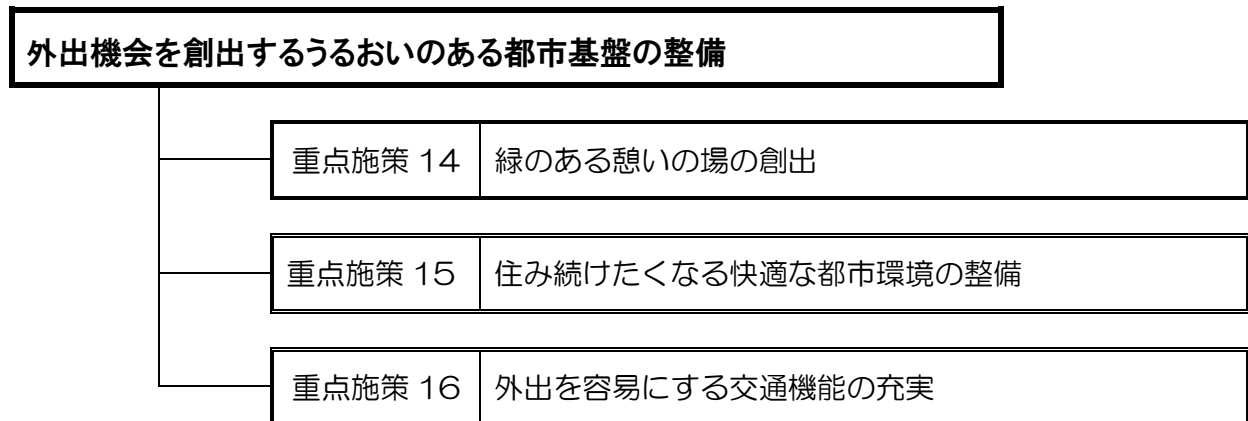 外出機会を創出するうるおいのある都市基盤の整備
重点施策 14 緑のある憩いの場の創出
重点施策 15 住み続けたくなる快適な都市環境の整備
重点施策 16 外出を容易にする交通機能の充実